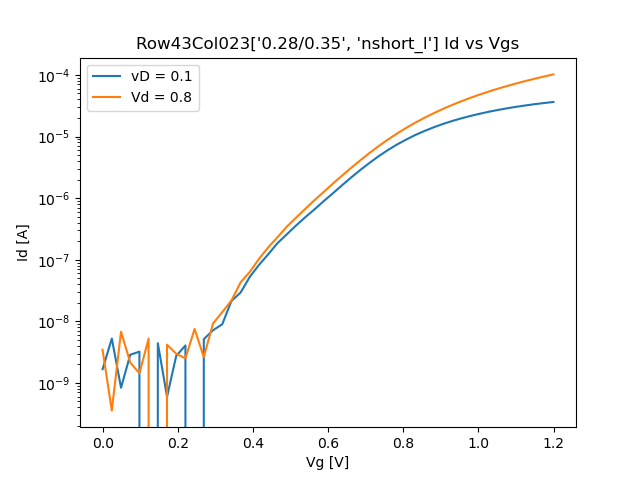 Row43Col023['0.28/0.35', 'nshort_l'] Id vs Vgs
vD = 0.1
Vd = 0.8
Id [A]
10⁻⁴
10⁻⁵
10⁻⁶
10⁻⁷
10⁻⁸
10⁻⁹
0.0 0.2 0.4 0.6 0.8 1.0 1.2
Vg [V]